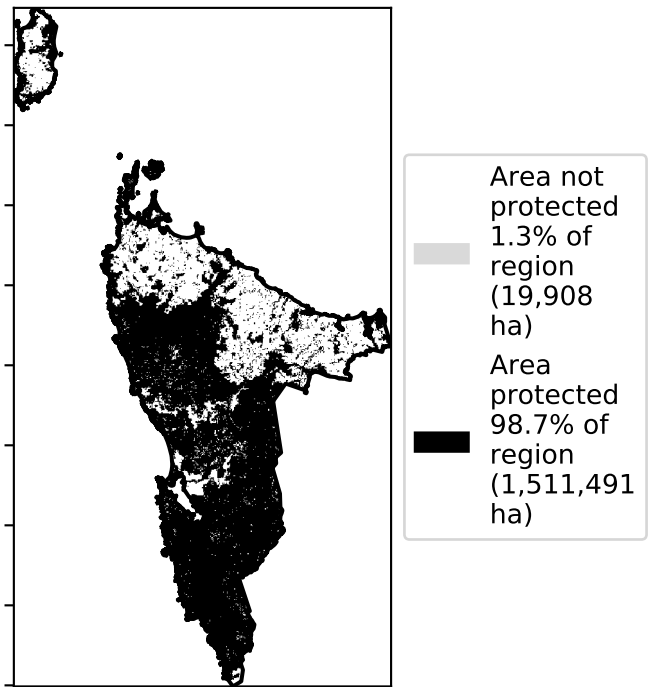 Area not
protected
1.3% of
region
(19,908
ha)
Area
protected
98.7% of
region
(1,511,491
ha)